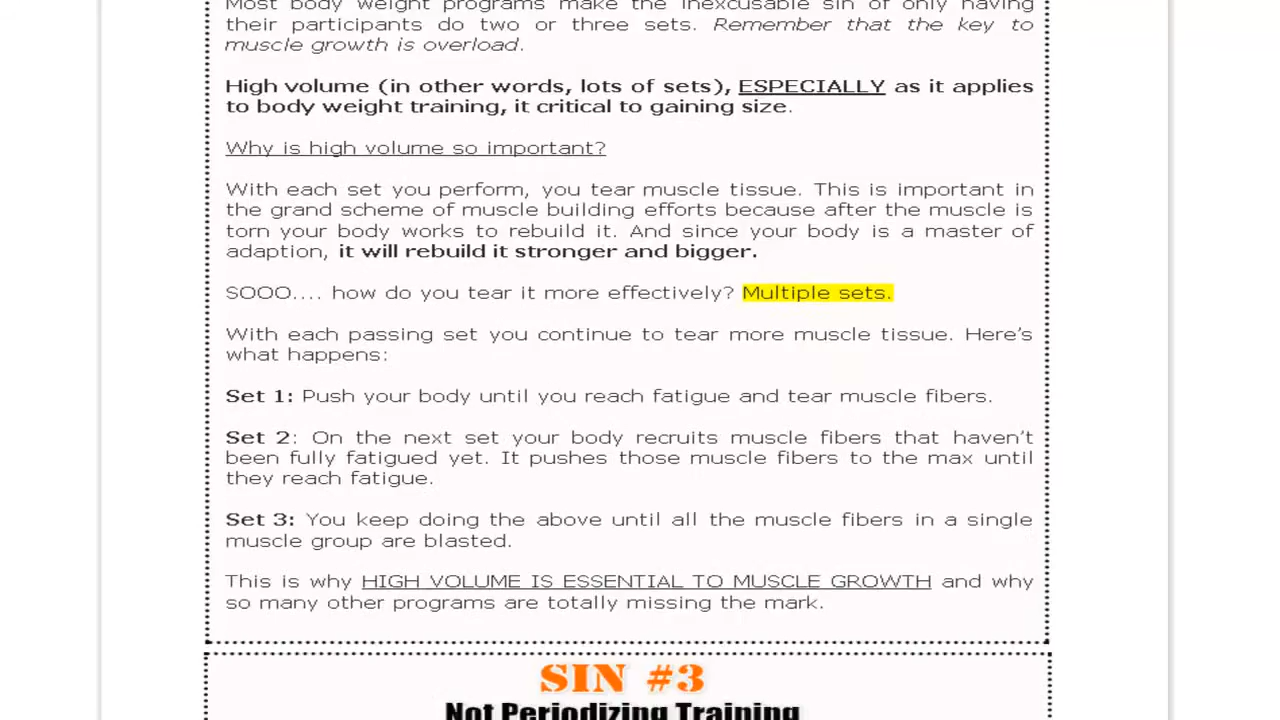 Most body weight programs make the inexcusable sin of only having
their participants do two or three sets. Remember that the key to
muscle growth is overload.
High volume (in other words, lots of sets), ESPECIALLY as it applies
to body weight training, it critical to gaining size.
Why is high volume so important?
With each set you perform, you tear muscle tissue. This is important in
the grand scheme of muscle building efforts because after the muscle is
torn your body works to rebuild it. And since your body is a master of
adaption, it will rebuild it stronger and bigger.
SOOO.... how do you tear it more effectively? Multiple sets.
With each passing set you continue to tear more muscle tissue. Here's
what happens:
Set 1: Push your body until you reach fatigue and tear muscle fibers.
Set 2: On the next set your body recruits muscle fibers that haven't
been fully fatigued yet. It pushes those muscle fibers to the max until
they reach fatigue.
Set 3: You keep doing the above until all the muscle fibers in a single
muscle group are blasted.
This is why HIGH VOLUME IS ESSENTIAL TO MUSCLE GROWTH and why
so many other programs are totally missing the mark.
SIN #3
Not Periodizing Training